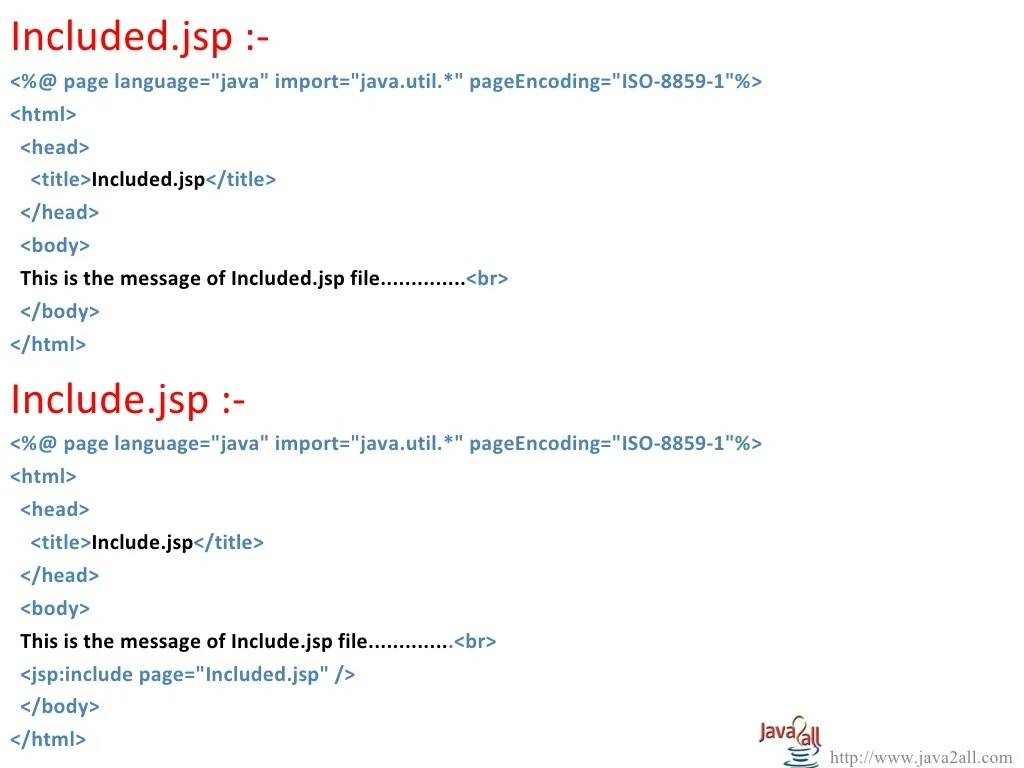 Included.jsp :-
<%@ page language="java" import="java.util.*" pageEncoding="ISO-8859-1"%>
<html>
  <head>
    <title>Included.jsp</title>
  </head>
  <body>
  This is the message of Included.jsp file..............<br>
  </body>
</html>
Include.jsp :-
<%@ page language="java" import="java.util.*" pageEncoding="ISO-8859-1"%>
<html>
  <head>
    <title>Include.jsp</title>
  </head>
  <body>
  This is the message of Include.jsp file..............<br>
  <jsp:include page="Included.jsp" />
  </body>
</html>
Java2all
http://www.java2all.com